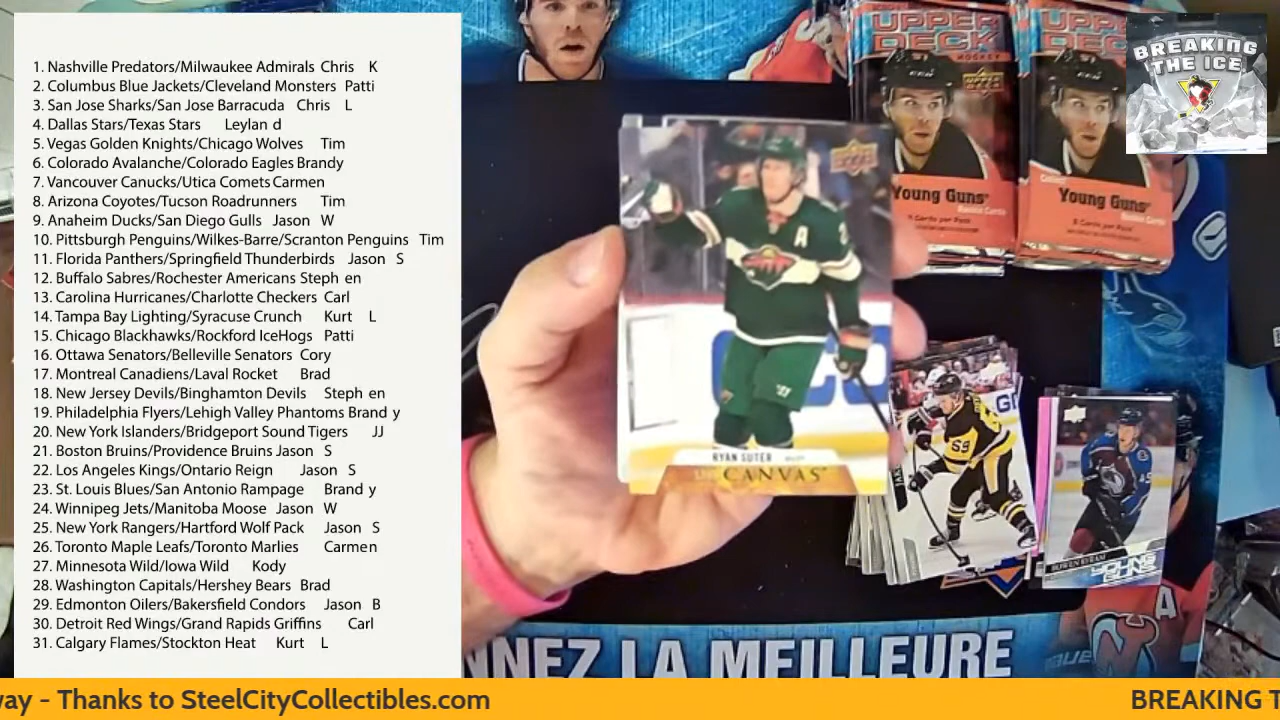 1. Nashville Predators/Milwaukee Admirals Chris K
2. Columbus Blue Jackets/Cleveland Monsters Patti
3. San Jose Sharks/San Jose Barracuda Chris L
4. Dallas Stars/Texas Stars Leylan d
5. Vegas Golden Knights/Chicago Wolves Tim
6. Colorado Avalanche/Colorado Eagles Brandy
7. Vancouver Canucks/Utica Comets Carmen
8. Arizona Coyotes/Tucson Roadrunners Tim
9. Anaheim Ducks/San Diego Gulls Jason W
10. Pittsburgh Penguins/Wilkes-Barre/Scranton Penguins Tim
11. Florida Panthers/Springfield Thunderbirds Jason S
12. Buffalo Sabres/Rochester Americans Steph en
13. Carolina Hurricanes/Charlotte Checkers Carl
14. Tampa Bay Lighting/Syracuse Crunch Kurt L
15. Chicago Blackhawks/Rockford IceHogs Patti
16. Ottawa Senators/Belleville Senators Cory
17. Montreal Canadiens/Laval Rocket Brad
18. New Jersey Devils/Binghamton Devils Steph en
19. Philadelphia Flyers/Lehigh Valley Phantoms Brand y
20. New York Islanders/Bridgeport Sound Tigers JJ
21. Boston Bruins/Providence Bruins Jason S
22. Los Angeles Kings/Ontario Reign Jason S
23. St. Louis Blues/San Antonio Rampage Brand y
24. Winnipeg Jets/Manitoba Moose Jason W
25. New York Rangers/Hartford Wolf Pack Jason S
26. Toronto Maple Leafs/Toronto Marlies Carmen
27. Minnesota Wild/Iowa Wild Kody
28. Washington Capitals/Hershey Bears Brad
29. Edmonton Oilers/Bakersfield Condors Jason B
30. Detroit Red Wings/Grand Rapids Griffins Carl
31. Calgary Flames/Stockton Heat Kurt L
UPPER DECK
HOCKEY
Young Guns
UPPER DECK
Young Guns
BREAKING
THE ICE
A
RYAN SUTER
CANVAS
59
BOWEN BYRAM
YOUNG
GUNS
A
NNEZ LA MEILLEURE
way - Thanks to SteelCityCollectibles.com
BREAKING T